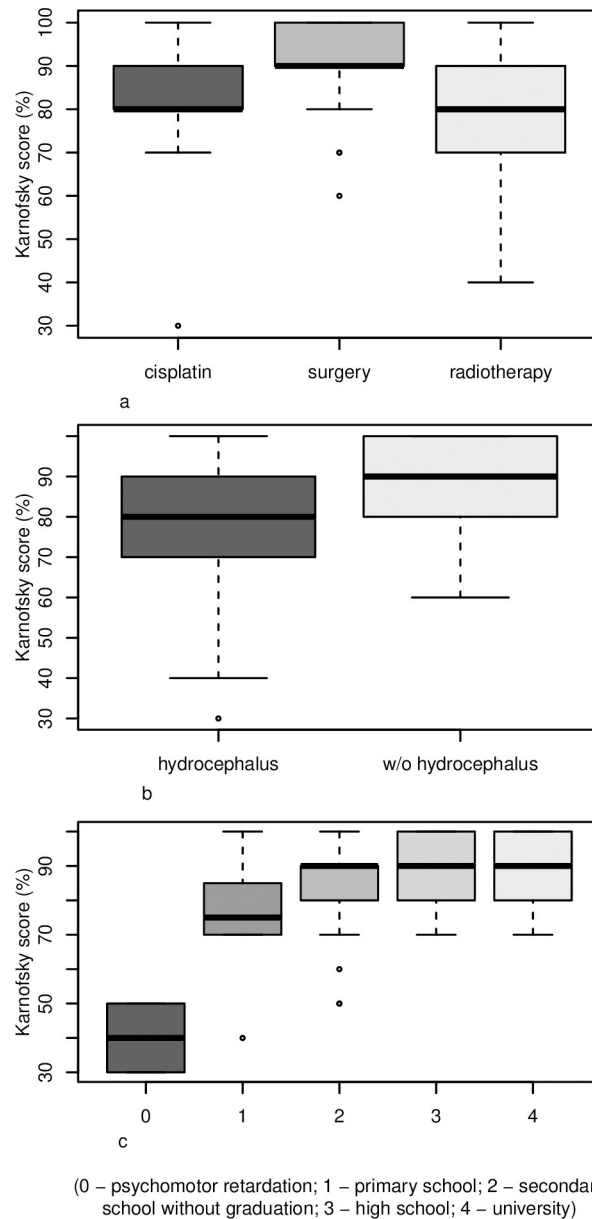 100
90
80
70
60
50
40
30
Karnofsky score (%)
cisplatin surgery radiotherapy
a
90
80
70
60
50
40
30
Karnofsky score (%)
hydrocephalus w/o hydrocephalus
b
90
70
50
30
Karnofsky score (%)
0 1 2 3 4
c
(0 – psychomotor retardation; 1 – primary school; 2 – secondar
school without graduation; 3 – high school; 4 – university)